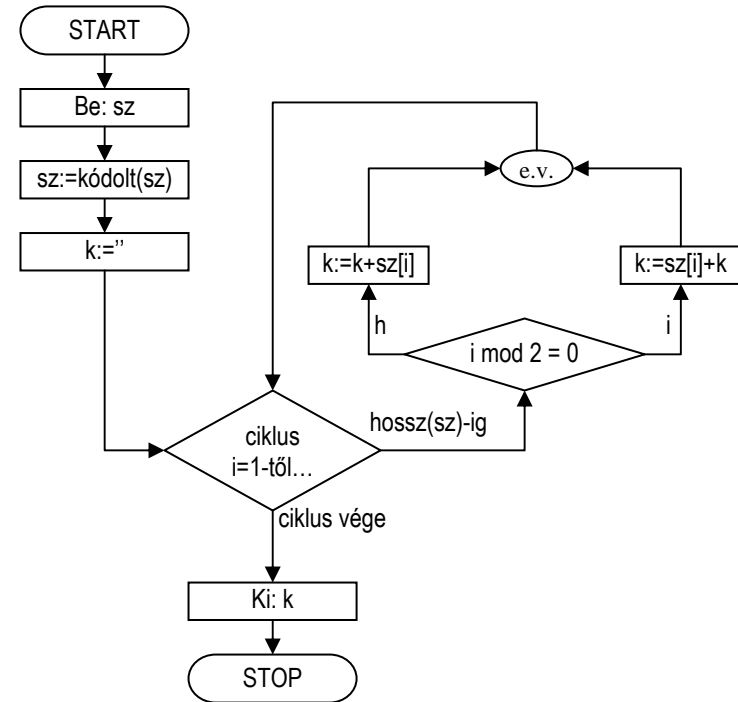 START
Be: sz
sz:=kódolt(sz)
k:=’’
ciklus
i=1-től…
hossz(sz)-ig
i mod 2 = 0
h
k:=k+sz[i]
i
k:=sz[i]+k
e.v.
ciklus vége
Ki: k
STOP